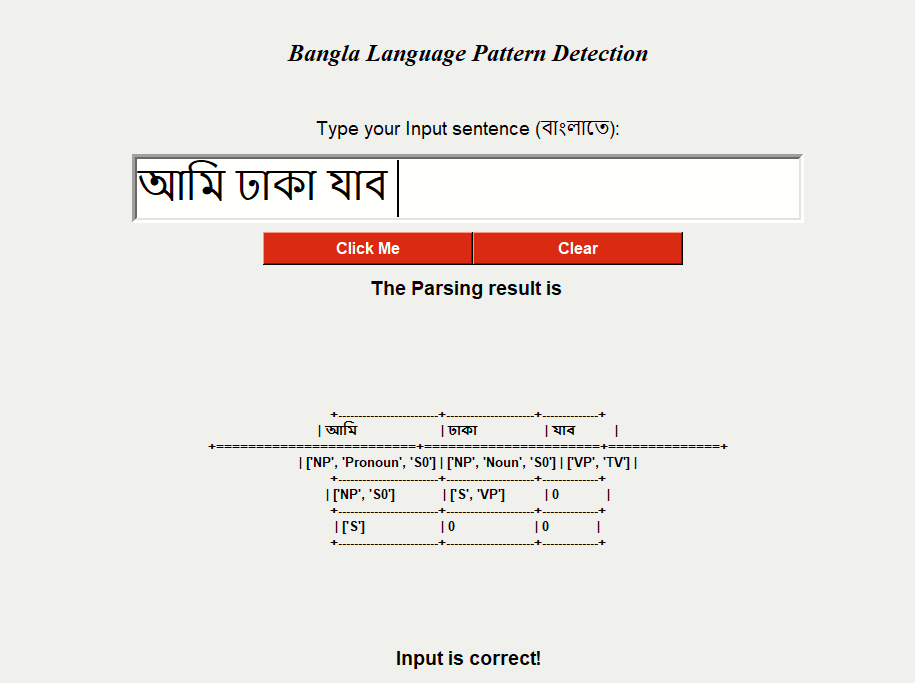 Bangla Language Pattern Detection
Type your Input sentence (বাংলাতে):
আমি ঢাকা যাব
Click Me Clear
The Parsing result is
+-------------------------+----------------------+--------------+
| আমি | ঢাকা | যাব |
+=========================+======================+==============+
| ['NP', 'Pronoun', 'S0'] | ['NP', 'Noun', 'S0'] | ['VP', 'TV'] |
+-------------------------+----------------------+--------------+
| ['NP', 'S0'] | ['S', 'VP'] | 0 |
+-------------------------+----------------------+--------------+
| ['S'] | 0 | 0 |
+-------------------------+----------------------+--------------+
Input is correct!